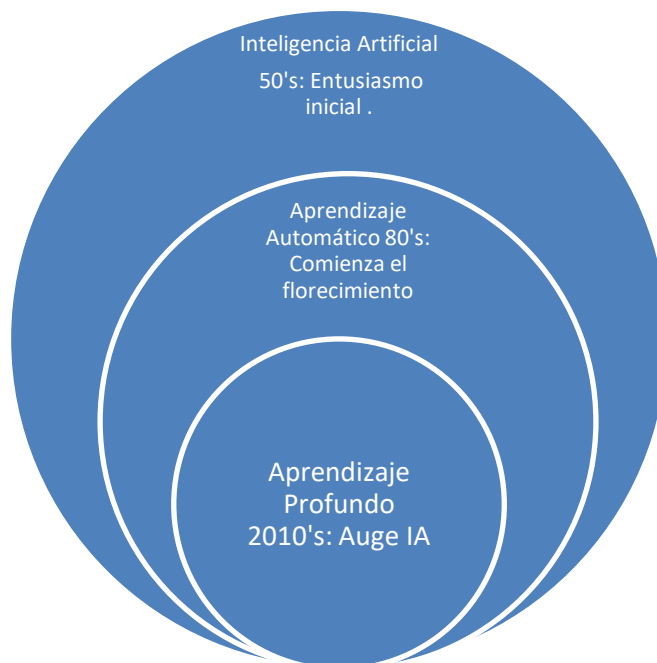 Inteligencia Artificial
50's: Entusiasmo
inicial .
Aprendizaje
Automático 80's:
Comienza el
florecimiento
Aprendizaje
Profundo
2010's: Auge IA